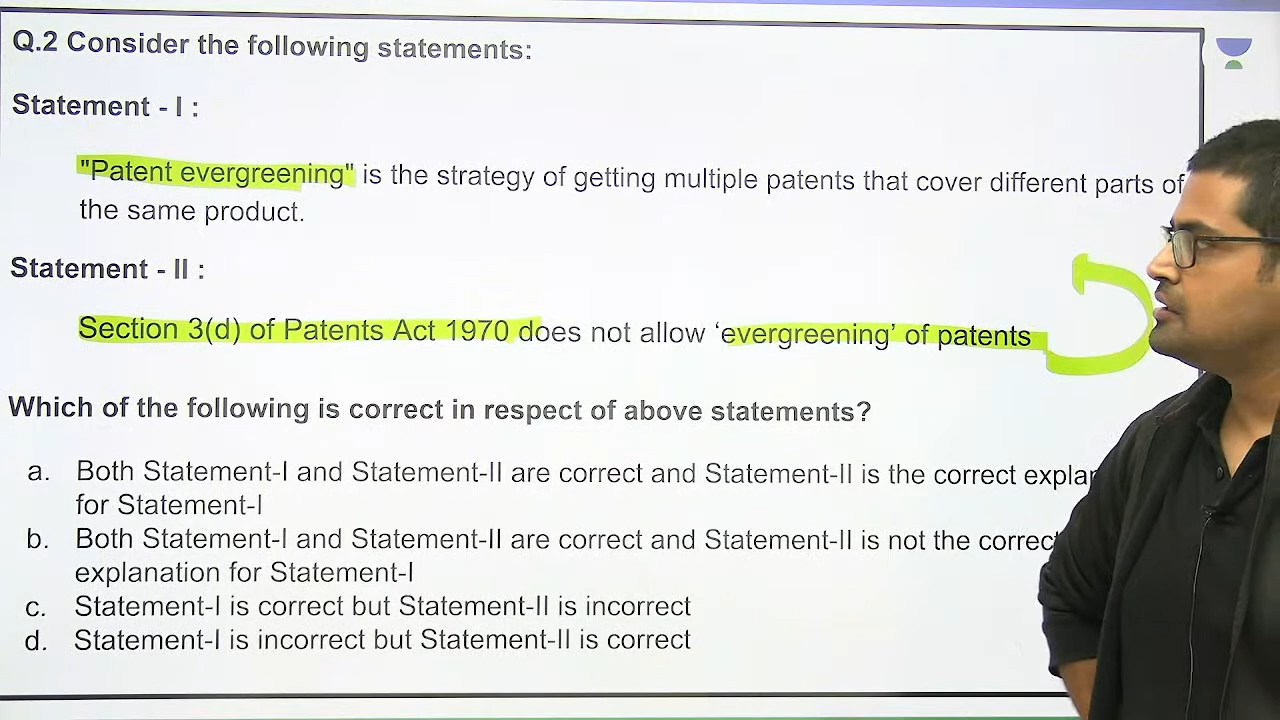 Q.2 Consider the following statements:
Statement - I :
"Patent evergreening" is the strategy of getting multiple patents that cover different parts of
the same product.
Statement - II :
Section 3(d) of Patents Act 1970 does not allow ‘evergreening’ of patents
Which of the following is correct in respect of above statements?
a. Both Statement-I and Statement-II are correct and Statement-II is the correct
for Statement-I
b. Both Statement-I and Statement-II are correct and Statement-II is not the correct
explanation for Statement-I
c. Statement-I is correct but Statement-II is incorrect
d. Statement-I is incorrect but Statement-II is correct